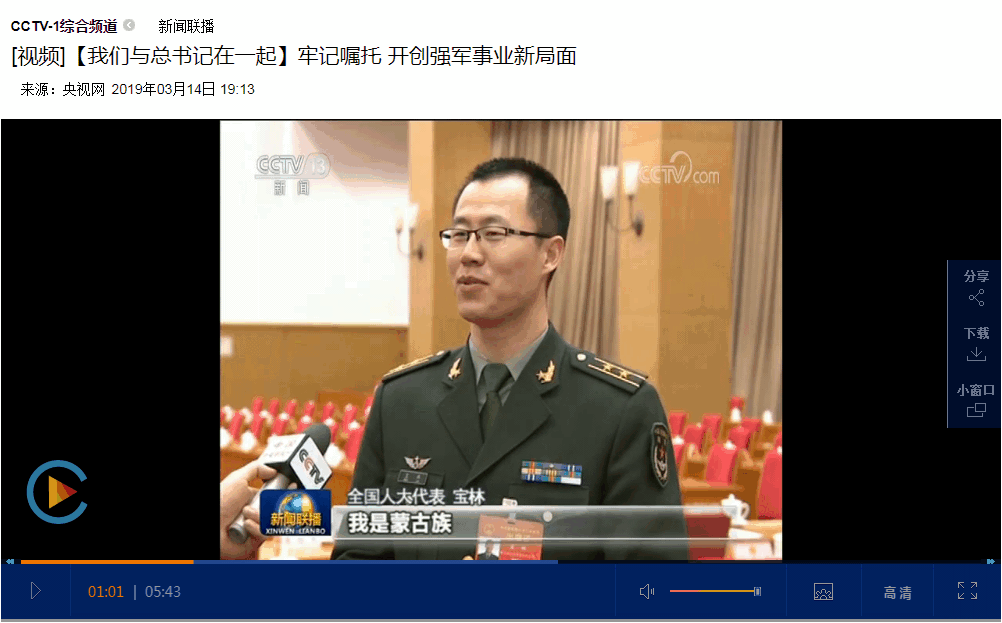 CCTV-1综合频道 新闻联播
[视频]【我们与总书记在一起】牢记嘱托 开创强军事业新局面
来源：央视网 2019年03月14日 19:13
CCTV 13
新闻
CCTV.com
分享
下载
小窗口
CCTV
新闻联播
XINWEN LIANBO
全国人大代表 宝林
我是蒙古族
01:01 | 05:43
高清